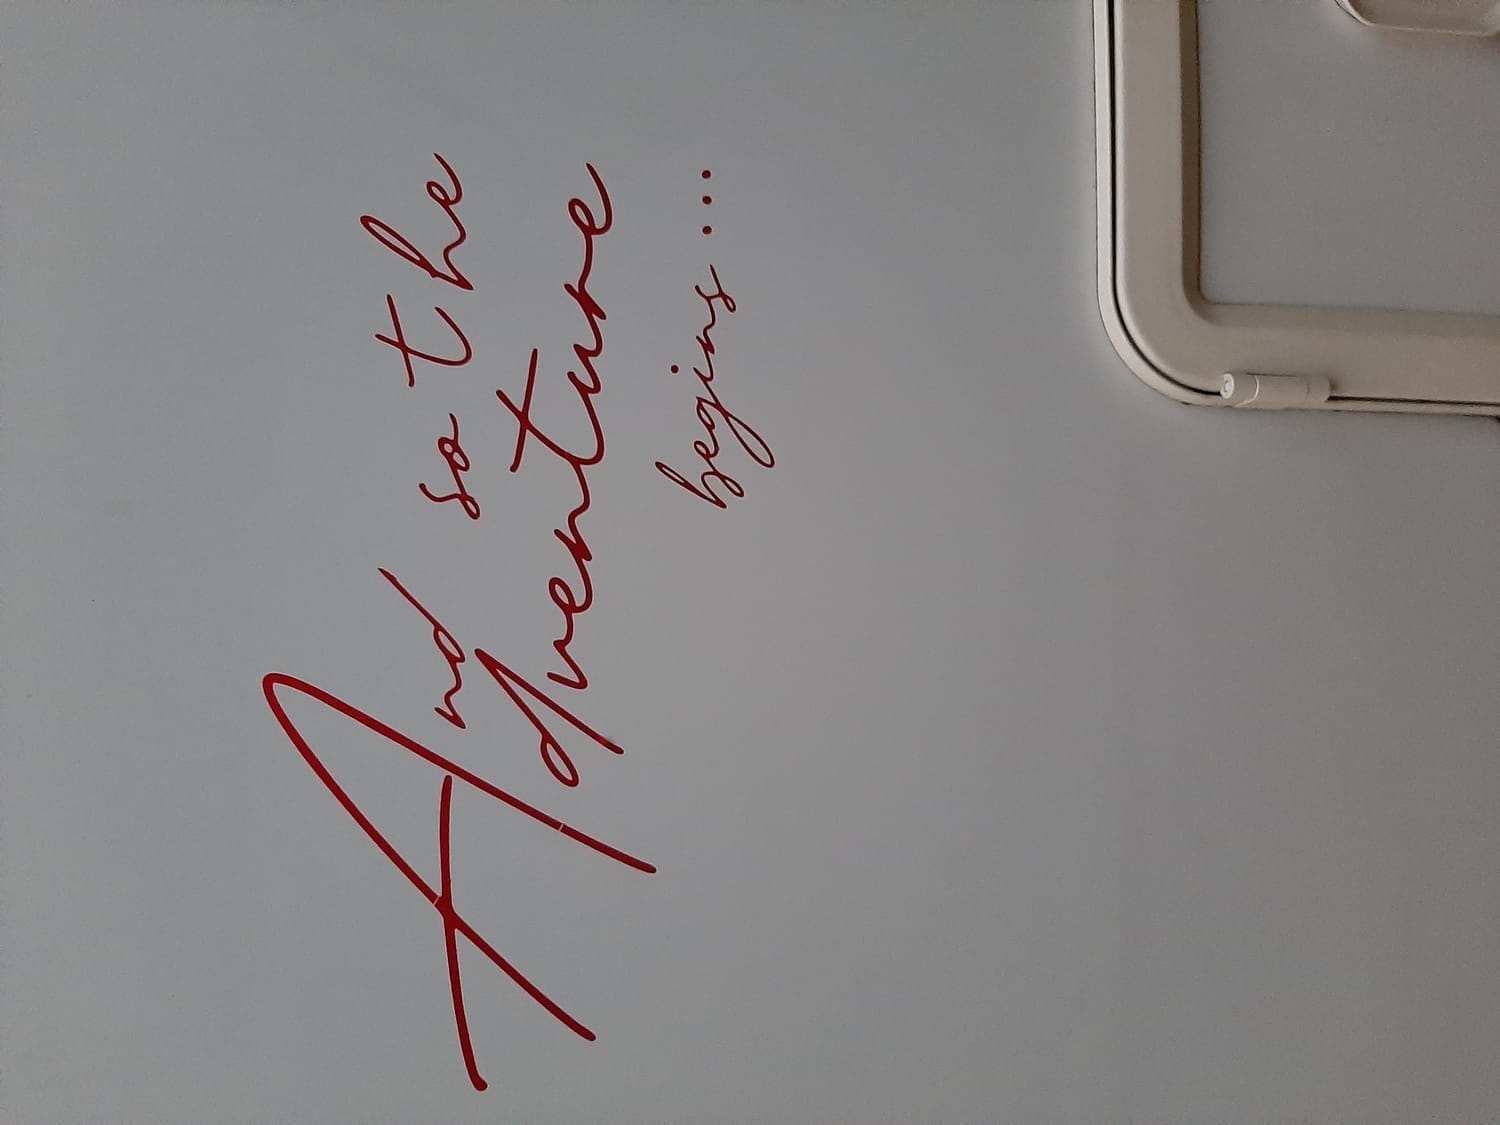 And so the
Adventure
begins...